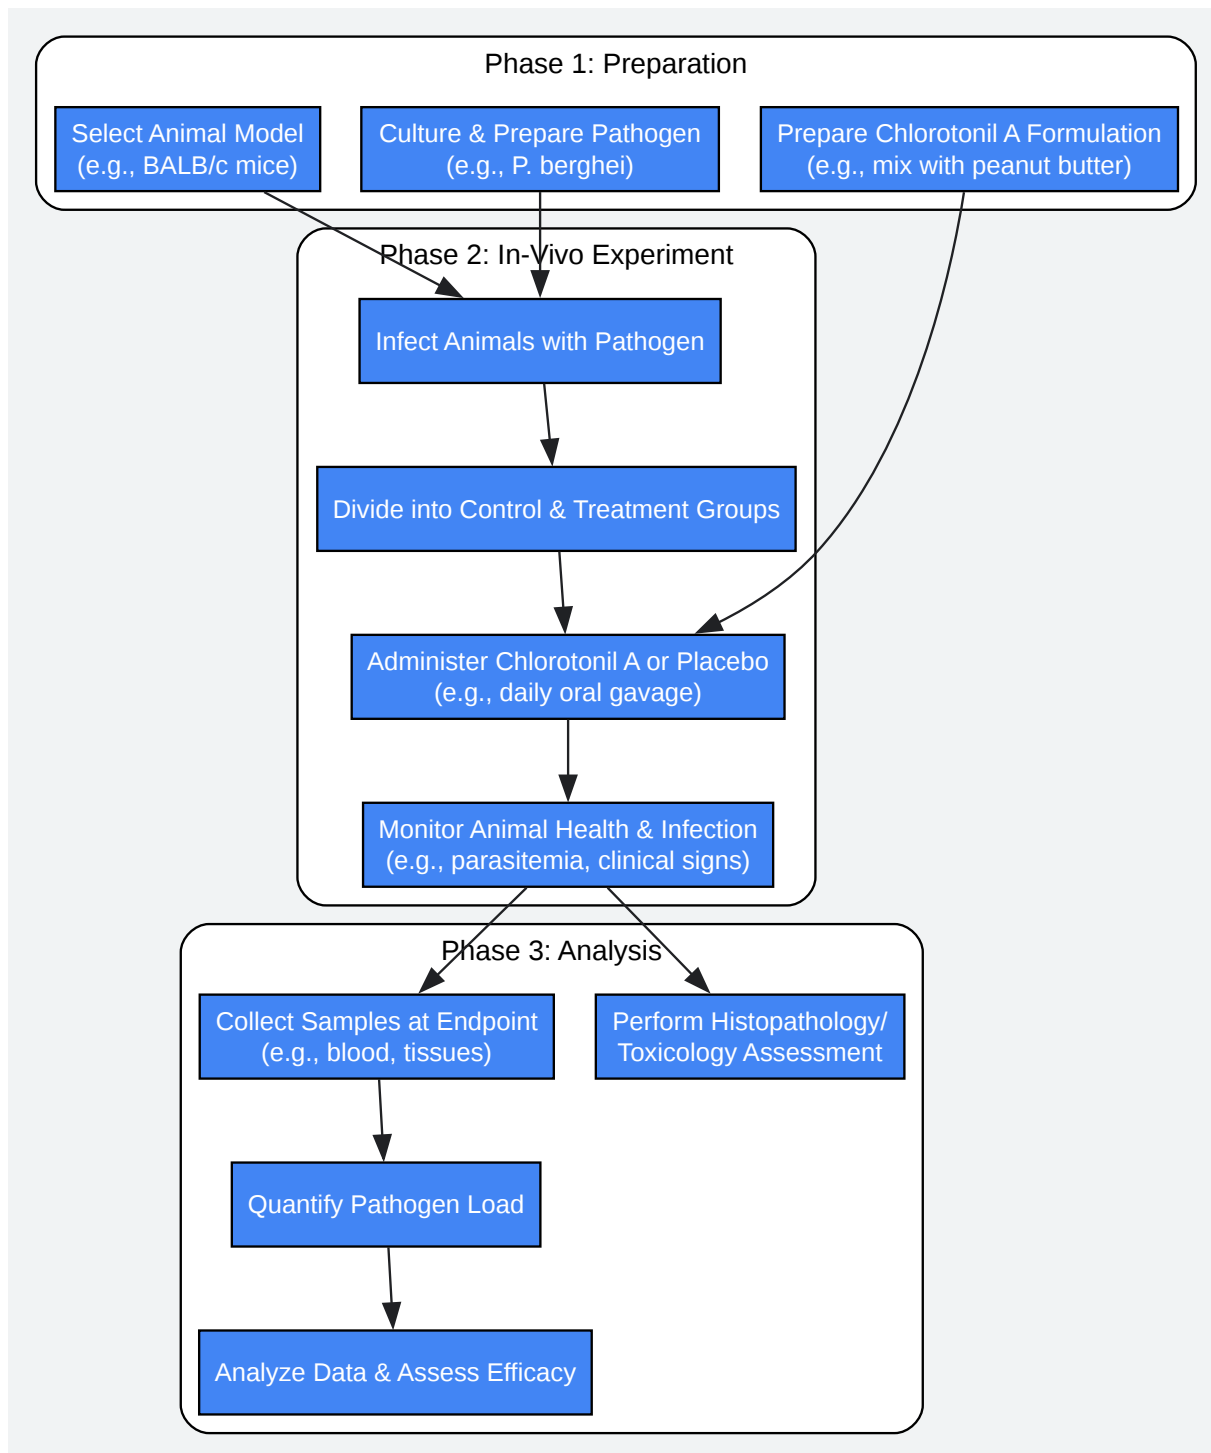 Phase 1: Preparation
Select Animal Model
(e.g., BALB/c mice)
Culture & Prepare Pathogen
(e.g., P. berghei)
Prepare Chlorotonil A Formulation
(e.g., mix with peanut butter)
Phase 2: In-Vivo Experiment
Infect Animals with Pathogen
Divide into Control & Treatment Groups
Administer Chlorotonil A or Placebo
(e.g., daily oral gavage)
Monitor Animal Health & Infection
(e.g., parasitemia, clinical signs)
Phase 3: Analysis
Collect Samples at Endpoint
(e.g., blood, tissues)
Perform Histopathology/
Toxicology Assessment
Quantify Pathogen Load
Analyze Data & Assess Efficacy